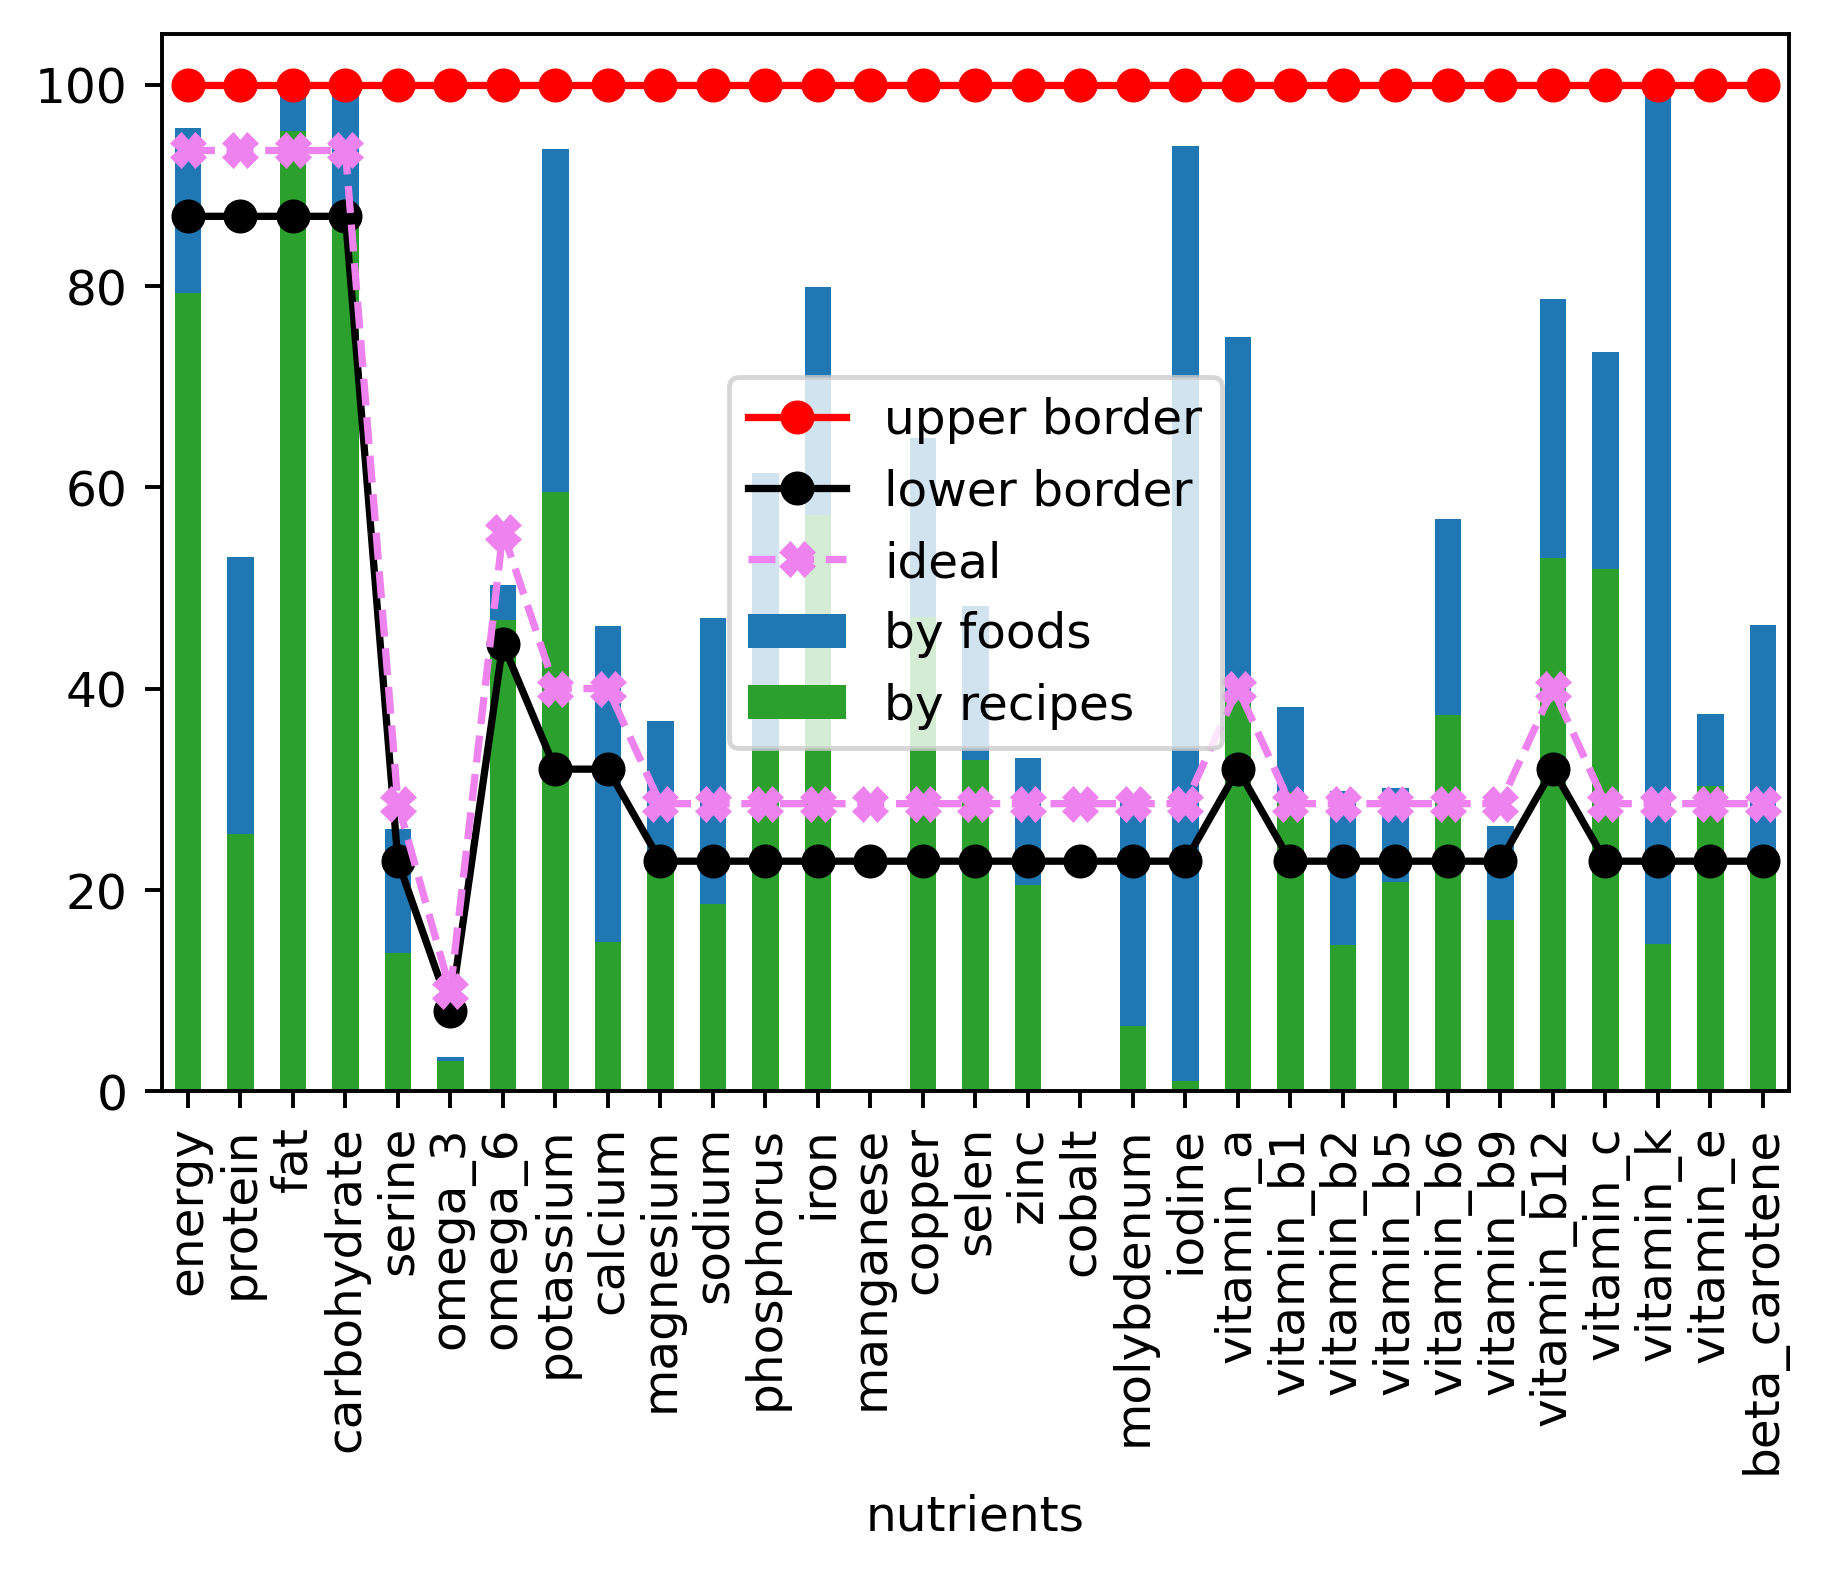 100
80
60
40
20
0
upper border
lower border
ideal
by foods
by recipes
energy
protein
fat
carbohydrate
serine
omega_3
omega_6
potassium
calcium
magnesium
sodium
phosphorus
iron
manganese
copper
selen
zinc
cobalt
molybdenum
iodine
vitamin_a
vitamin_b1
vitamin_b2
vitamin_b5
vitamin_b6
vitamin_b9
vitamin_b12
vitamin_c
vitamin_k
vitamin_e
beta_carotene
nutrients